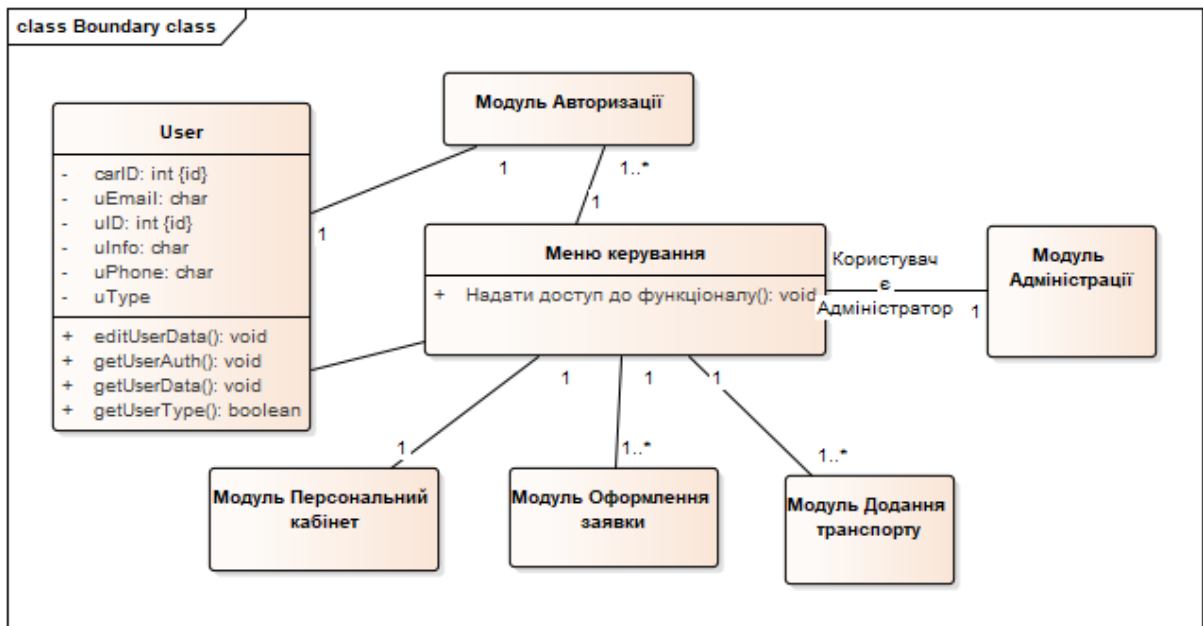 class Boundary class
Модуль Авторизації
User
- carID: int {id}
- uEmail: char
- uID: int {id}
- uInfo: char
- uPhone: char
- uType
+ editUserData(): void
+ getUserAuth(): void
+ getUserData(): void
+ getUserType(): boolean
1
1..*
1
1
Меню керування
+ Надати доступ до функціоналу(): void
Користувач
є
Адміністратор
1
Модуль
Адміністрації
1
1
1
1
1..*
1..*
Модуль Персональний
кабінет
Модуль Оформлення
заявки
Модуль Додання
транспорту